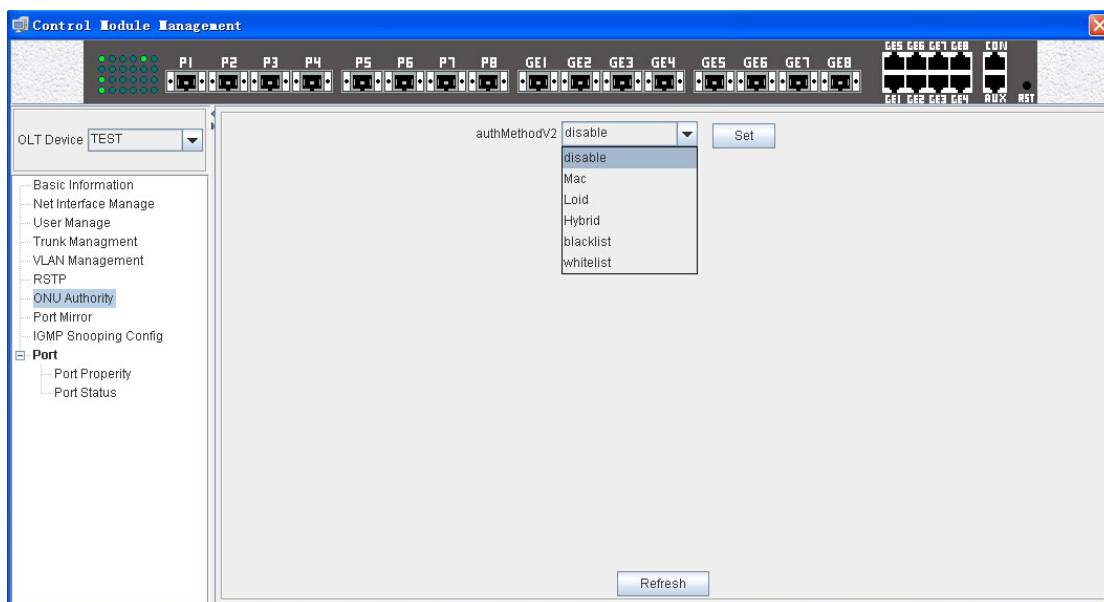 Control Module Management
GE5 GE6 GE7 GE8 CON
P1 P2 P3 P4 P5 P6 P7 P8 GE1 GE2 GE3 GE4 GE5 GE6 GE7 GE8
GE1 GE2 GE3 GE4 AUX RST
OLT Device TEST
authMethodV2 disable Set
disable
Mac
Loid
Hybrid
blacklist
whitelist
Basic Information
Net Interface Manage
User Manage
Trunk Managment
VLAN Management
RSTP
ONU Authority
Port Mirror
IGMP Snooping Config
Port
Port Properity
Port Status
Refresh